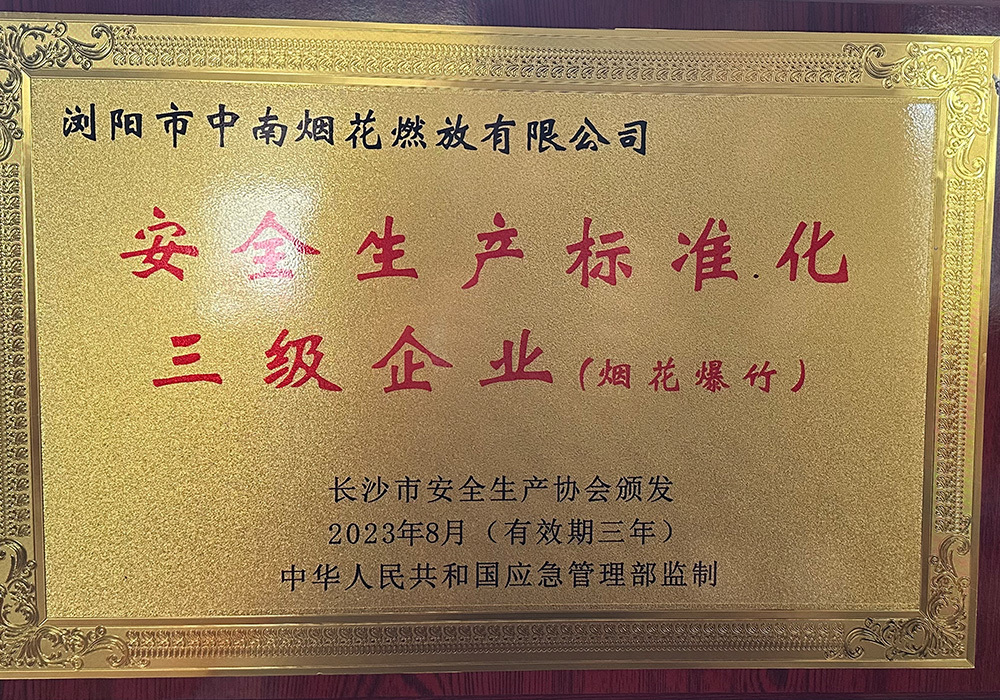 浏阳市中南烟花燃放有限公司
安全生产标准化
三级企业(烟花爆竹)
长沙市安全生产协会颁发
2023年8月(有效期三年)
中华人民共和国应急管理部监制